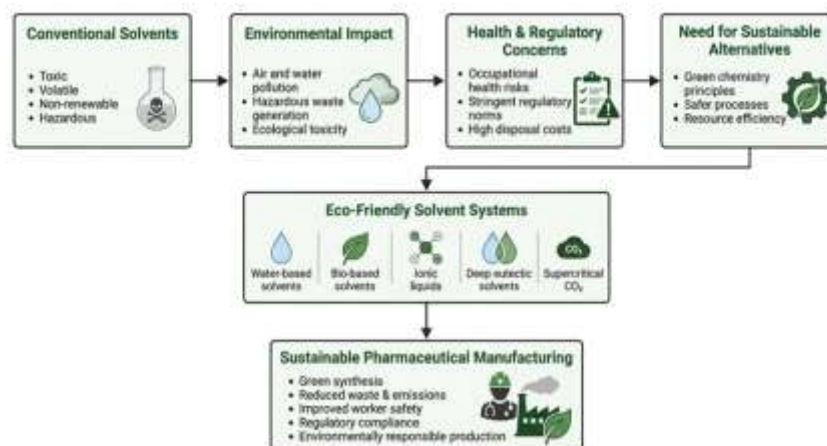 Conventional Solvents
• Toxic
• Volatile
• Non-renewable
• Hazardous
Environmental Impact
• Air and water
pollution
• Hazardous waste
generation
• Ecological toxicity
Health & Regulatory
Concerns
• Occupational
health risks
• Stringent regulatory
norms
• High disposal costs
Need for Sustainable
Alternatives
• Green chemistry
principles
• Safer processes
• Resource efficiency
Eco-Friendly Solvent Systems
Water-based
solvents
Bio-based
solvents
Ionic
liquids
Deep eutectic
solvents
CO₂
Supercritical
CO₂
Sustainable Pharmaceutical Manufacturing
• Green synthesis
• Reduced waste & emissions
• Improved worker safety
• Regulatory compliance
• Environmentally responsible production